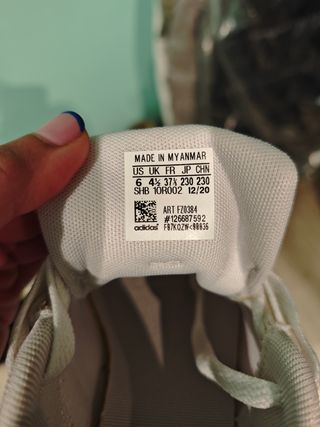 MADE IN MYANMAR
US UK FR JP CHN
6 4½ 37⅓ 230 230
SHB 10R002 12/20
ART FZ0384
#126687592
adidas